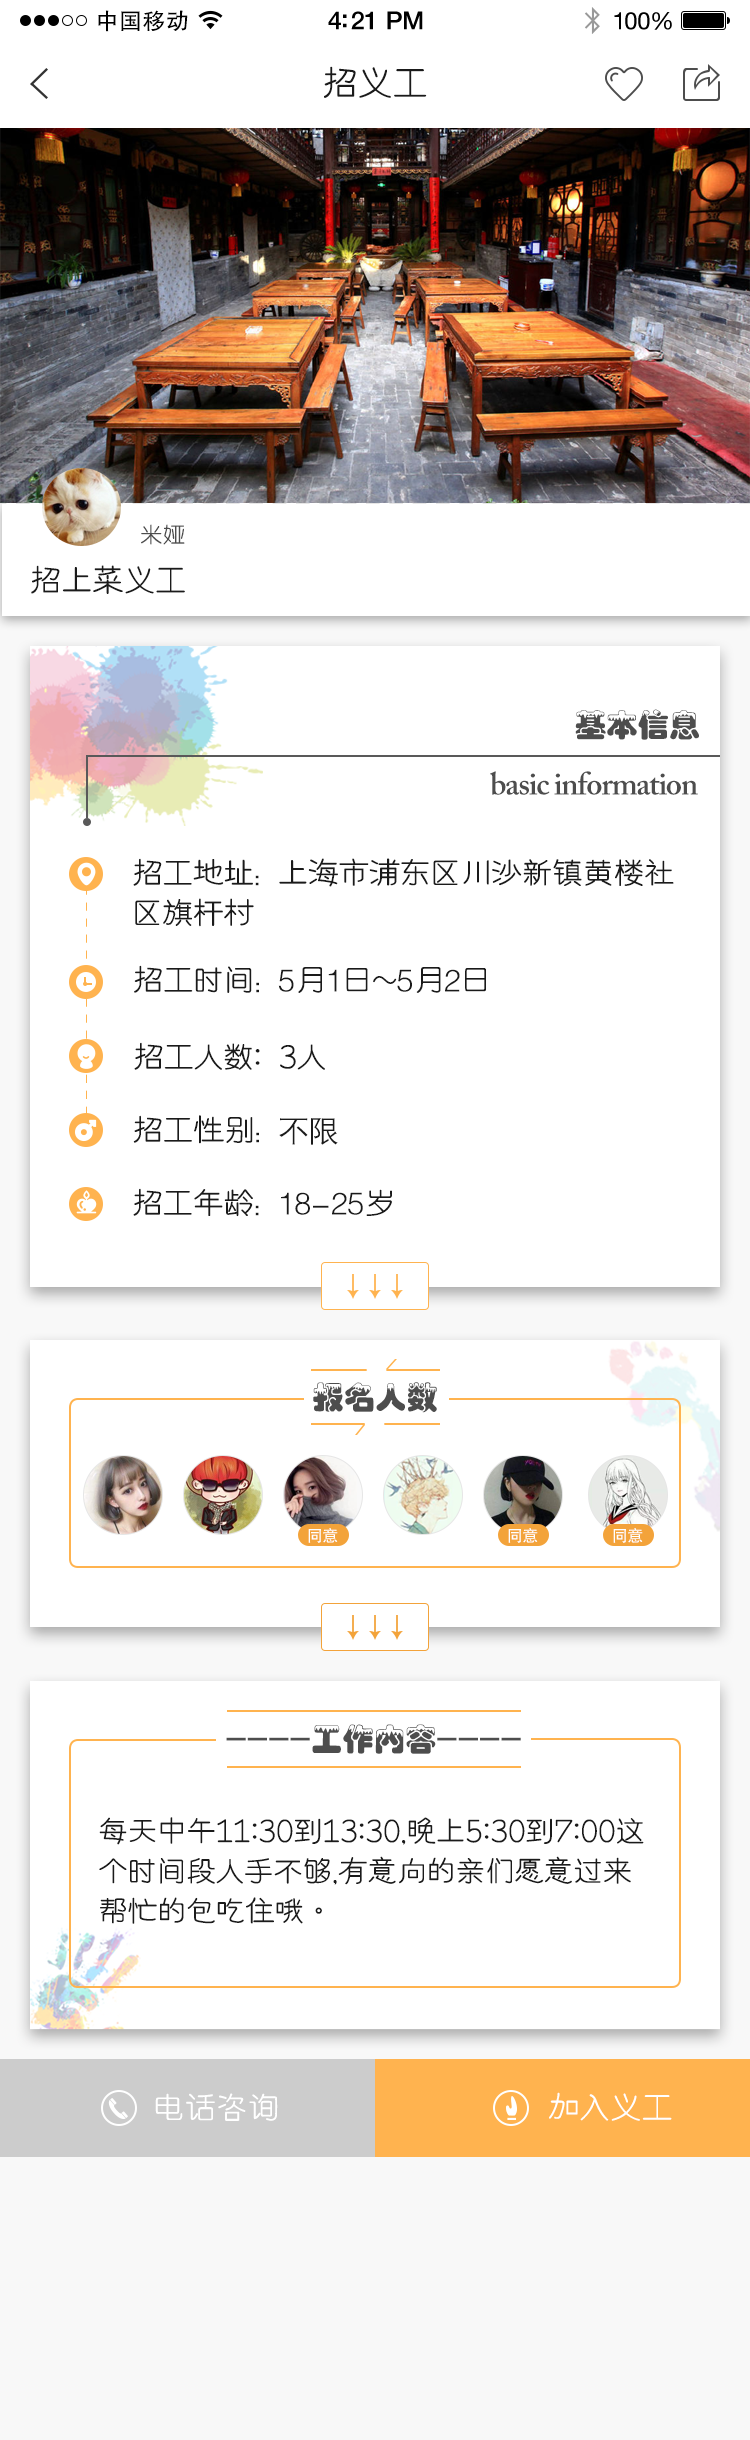 中国移动 4:21 PM 100%
招义工
米娅
招上菜义工
基本信息
basic information
招工地址: 上海市浦东区川沙新镇黄楼社
区旗杆村
招工时间: 5月1日~5月2日
招工人数: 3人
招工性别: 不限
招工年龄: 18-25岁
报名人数
同意 同意 同意
----工作内容----
每天中午11:30到13:30,晚上5:30到7:00这
个时间段人手不够,有意向的亲们愿意过来
帮忙的包吃住哦。
电话咨询 加入义工